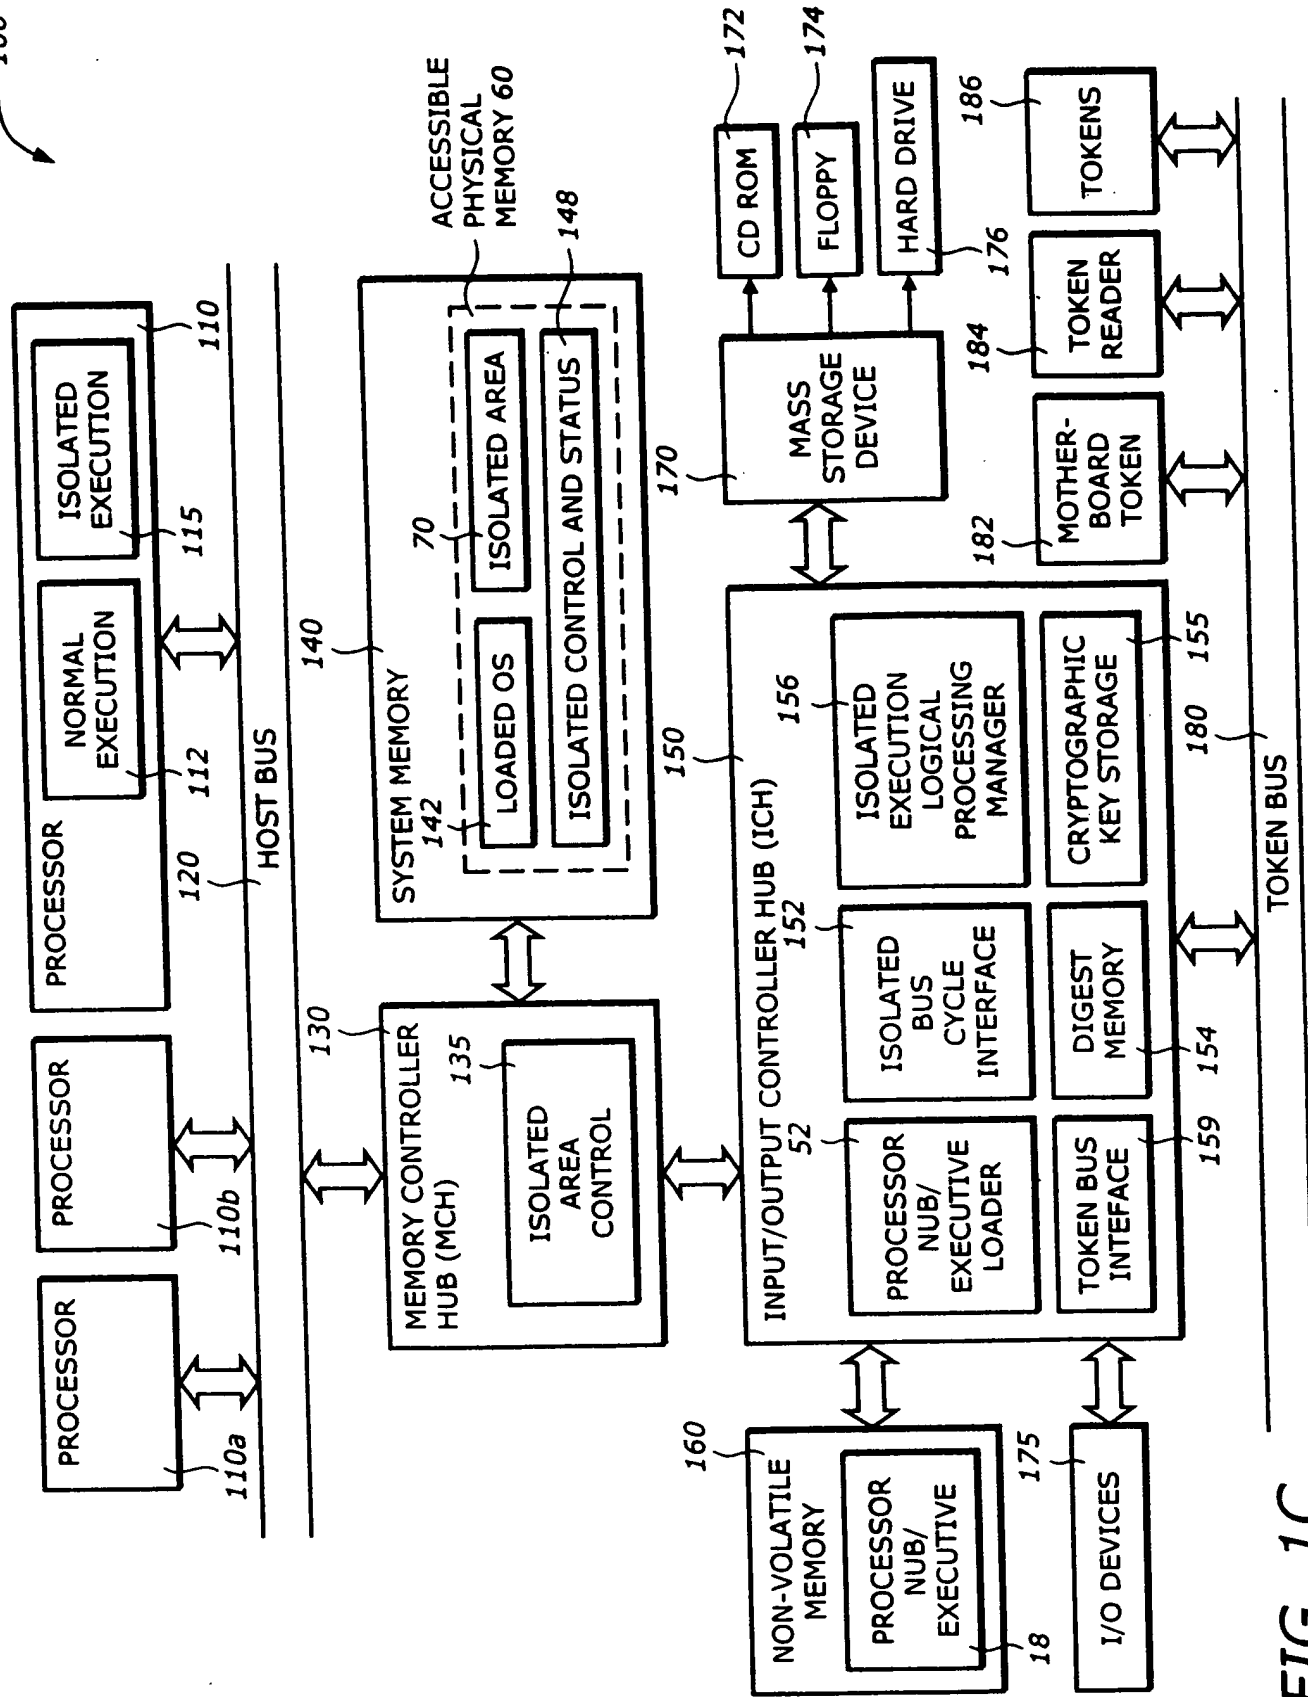 100
PROCESSOR
110a
PROCESSOR
110b
PROCESSOR
NORMAL
EXECUTION
112
ISOLATED
EXECUTION
115
110
120
HOST BUS
130
MEMORY CONTROLLER
HUB (MCH)
135
ISOLATED
AREA
CONTROL
140
SYSTEM MEMORY
ACCESSIBLE
PHYSICAL
MEMORY 60
142
LOADED OS
70
ISOLATED AREA
148
ISOLATED CONTROL AND STATUS
150
INPUT/OUTPUT CONTROLLER HUB (ICH)
52
PROCESSOR
NUB/
EXECUTIVE
LOADER
152
ISOLATED
BUS
CYCLE
INTERFACE
156
ISOLATED
EXECUTION
LOGICAL
PROCESSING
MANAGER
TOKEN BUS
INTEFACE
159
DIGEST
MEMORY
154
CRYPTOGRAPHIC
KEY STORAGE
155
160
NON-VOLATILE
MEMORY
PROCESSOR
NUB/
EXECUTIVE
18
175
I/O DEVICES
170
MASS
STORAGE
DEVICE
CD ROM
172
FLOPPY
174
HARD DRIVE
176
182
MOTHER-
BOARD
TOKEN
184
TOKEN
READER
186
TOKENS
180
TOKEN BUS
FIG. 1C